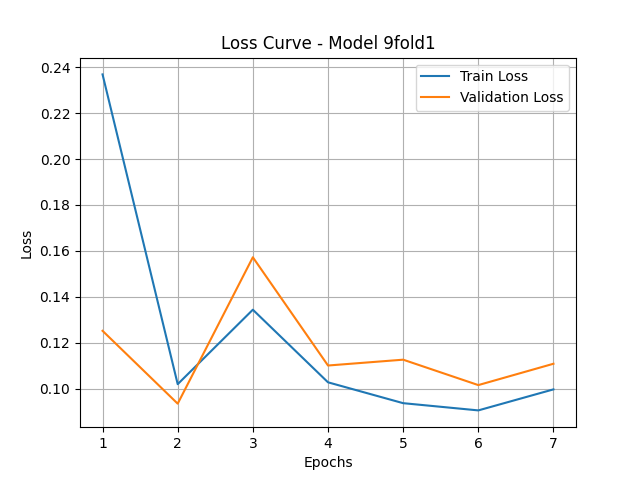 Loss Curve - Model 9fold1
Train Loss
Validation Loss
0.24
0.22
0.20
0.18
0.16
0.14
0.12
0.10
Loss
1 2 3 4 5 6 7
Epochs